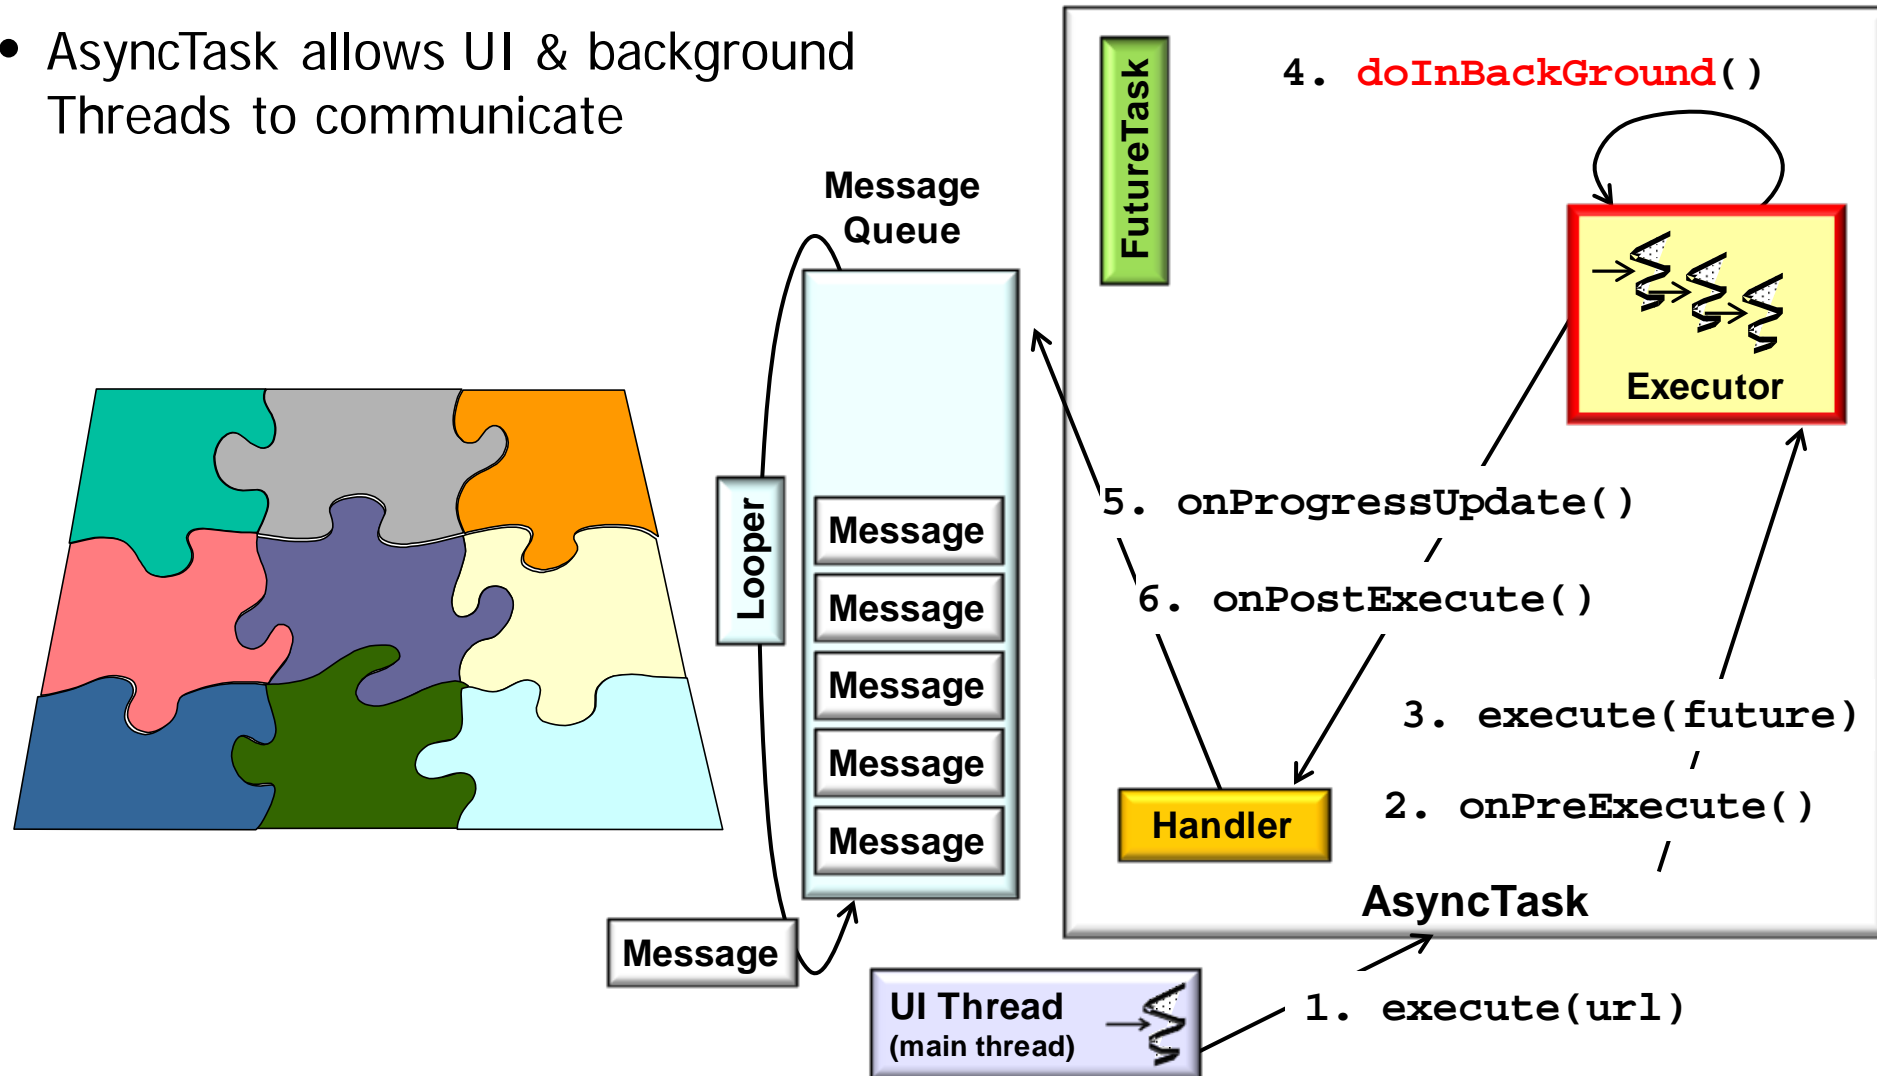 • AsyncTask allows UI & background
Threads to communicate
Message
Queue
Looper
Message
Message
Message
Message
Message
Message
UI Thread
(main thread)
FutureTask
4. doInBackGround()
Executor
5. onProgressUpdate()
6. onPostExecute()
3. execute(future)
2. onPreExecute()
Handler
AsyncTask
1. execute(url)